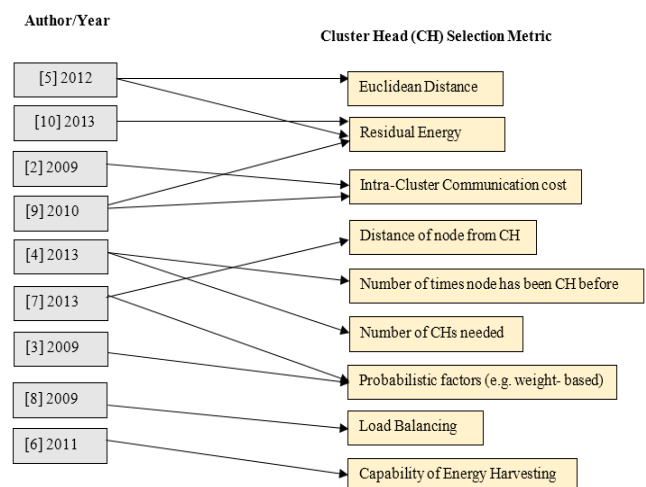 Author/Year
Cluster Head (CH) Selection Metric
[5] 2012
[10] 2013
[2] 2009
[9] 2010
[4] 2013
[7] 2013
[3] 2009
[8] 2009
[6] 2011
Euclidean Distance
Residual Energy
Intra-Cluster Communication cost
Distance of node from CH
Number of times node has been CH before
Number of CHs needed
Probabilistic factors (e.g. weight- based)
Load Balancing
Capability of Energy Harvesting